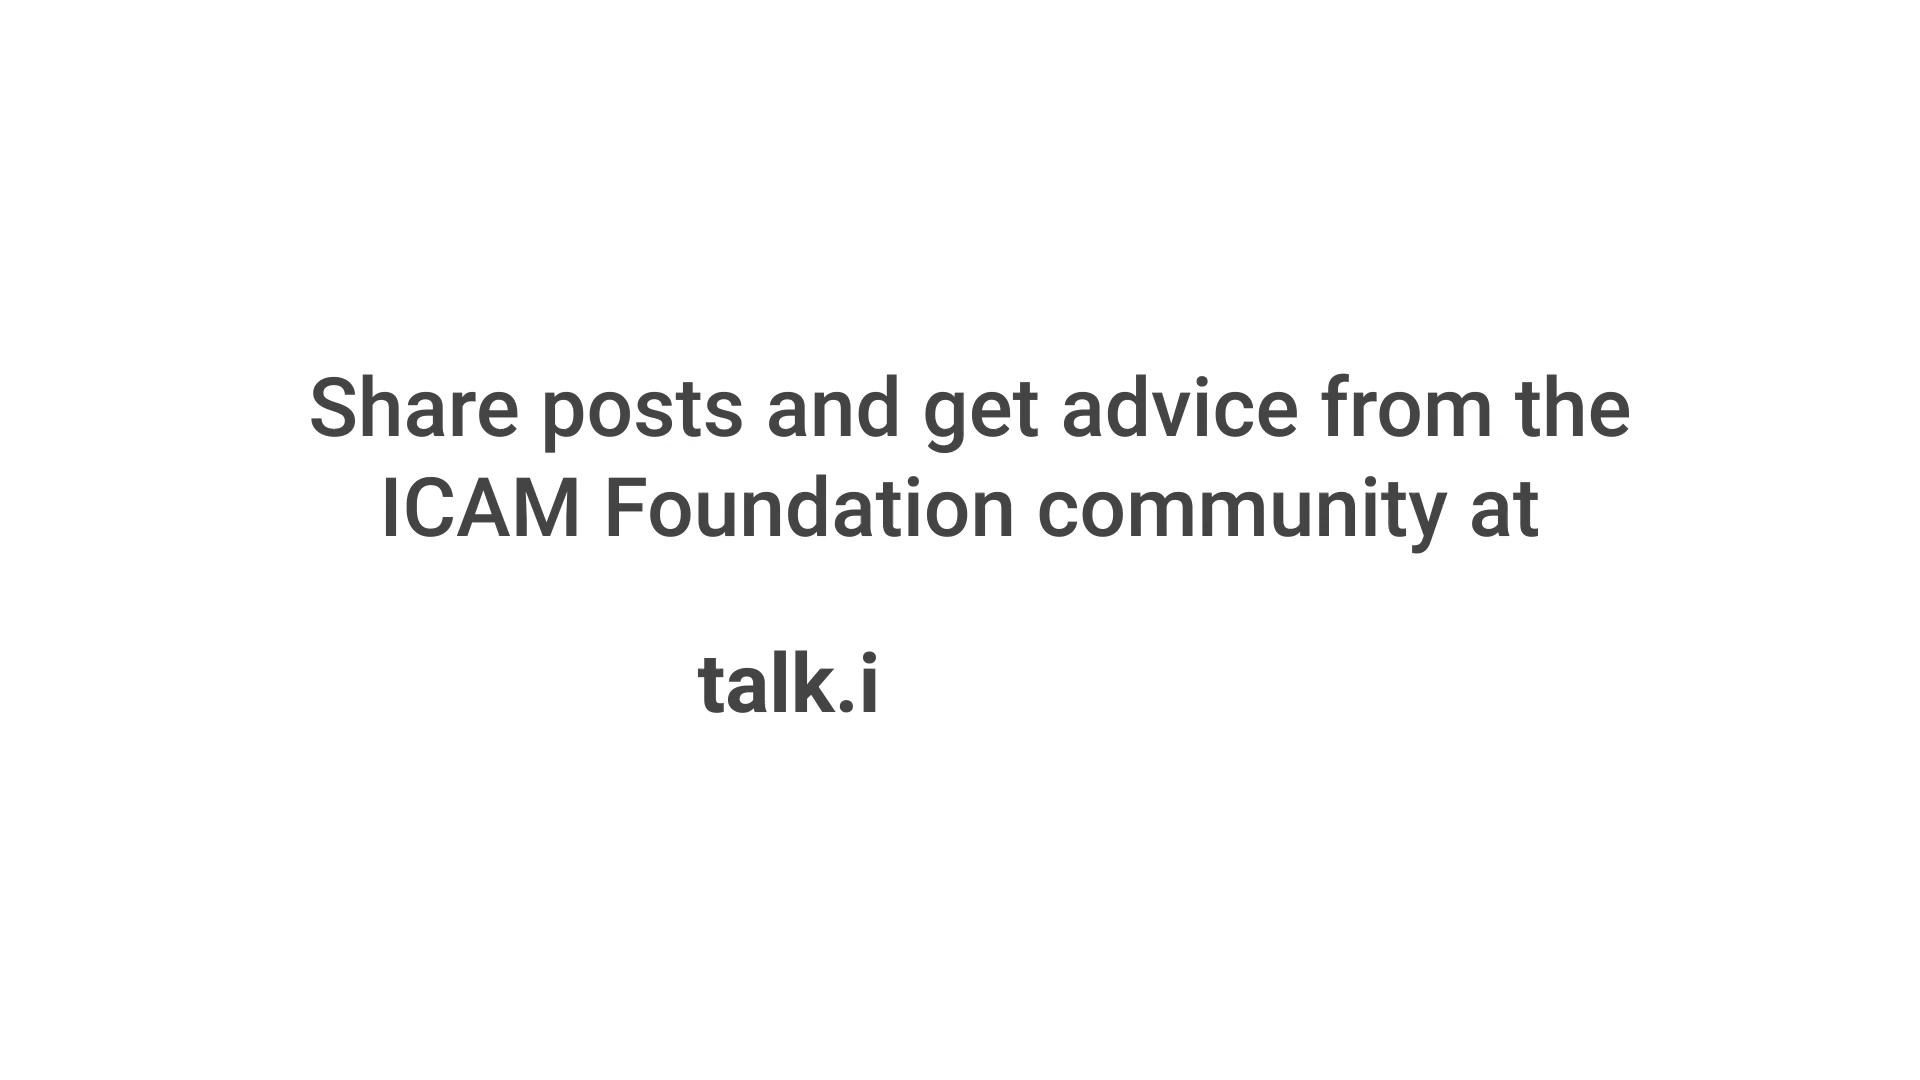 Share posts and get advice from the
ICAM Foundation community at
talk.i